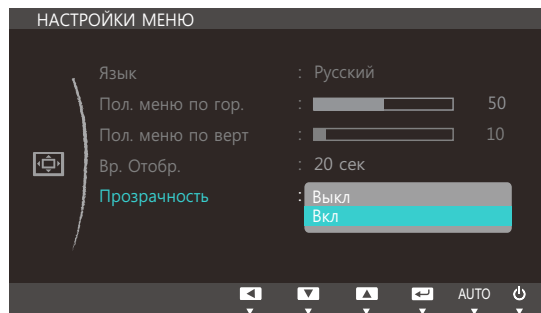 НАСТРОЙКИ МЕНЮ
Язык : Русский
Пол. меню по гор. : 50
Пол. меню по верт : 10
Вр. Отобр. : 20 сек
Прозрачность : Выкл
Вкл
AUTO